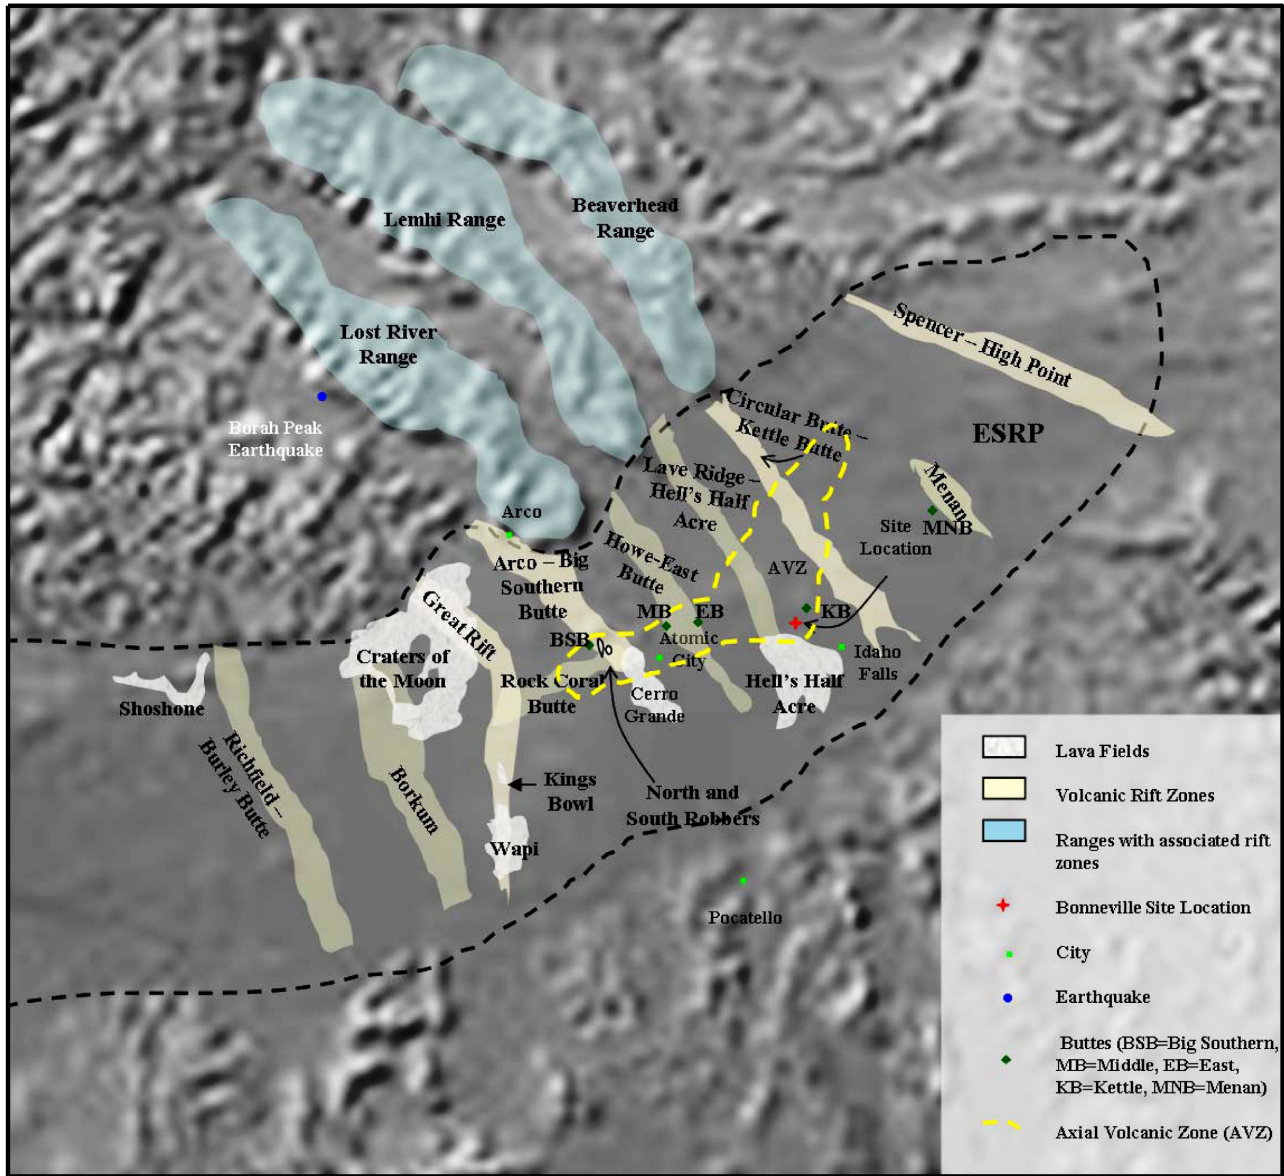 Beaverhead
Range
Lemhi Range
Lost River
Range
Borah Peak
Earthquake
Spencer – High Point
ESRP
Circular Butte –
Kettle Butte
Lave Ridge –
Hell's Half
Acre
Menan
MNB
Site
Location
Arco
Howe-East
Butte
AVZ
Arco – Big
Southern
Butte
Great Rift
MB
EB
KB
BSB
Atomic
City
Idaho
Falls
Craters of
the Moon
Rock Coral
Butte
Cerro
Grande
Hell's Half
Acre
Shoshone
Richfield –
Burley Butte
Borkum
Kings
Bowl
North and
South Robbers
Wapi
Pocatello
Lava Fields
Volcanic Rift Zones
Ranges with associated rift
zones
Bonneville Site Location
City
Earthquake
Buttes (BSB=Big Southern,
MB=Middle, EB=East,
KB=Kettle, MNB=Menan)
Axial Volcanic Zone (AVZ)